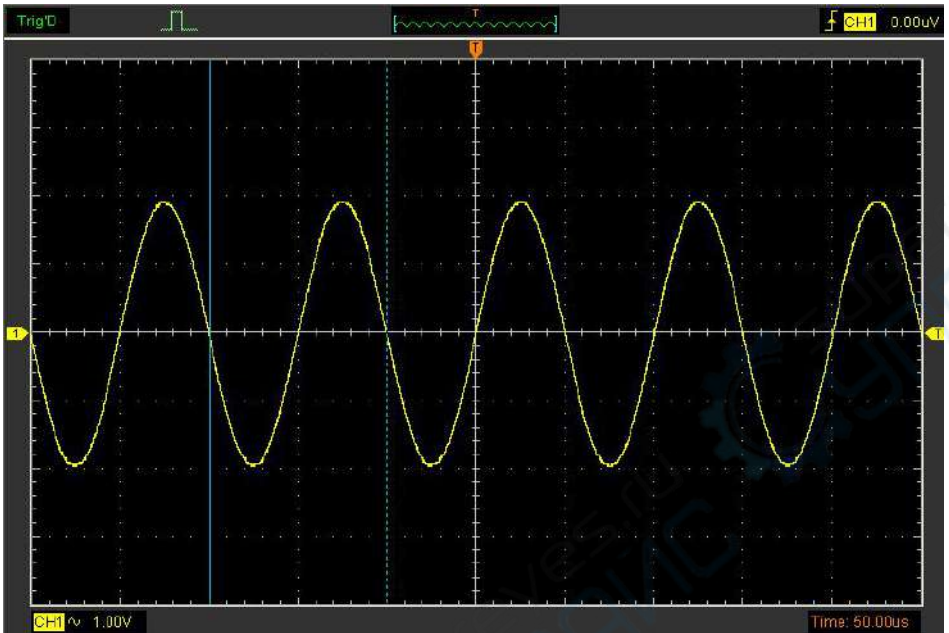 Trig'D
T
CH1 0.00uV
T
1
T
CH1 ∿ 1.00V
Time: 50.00us